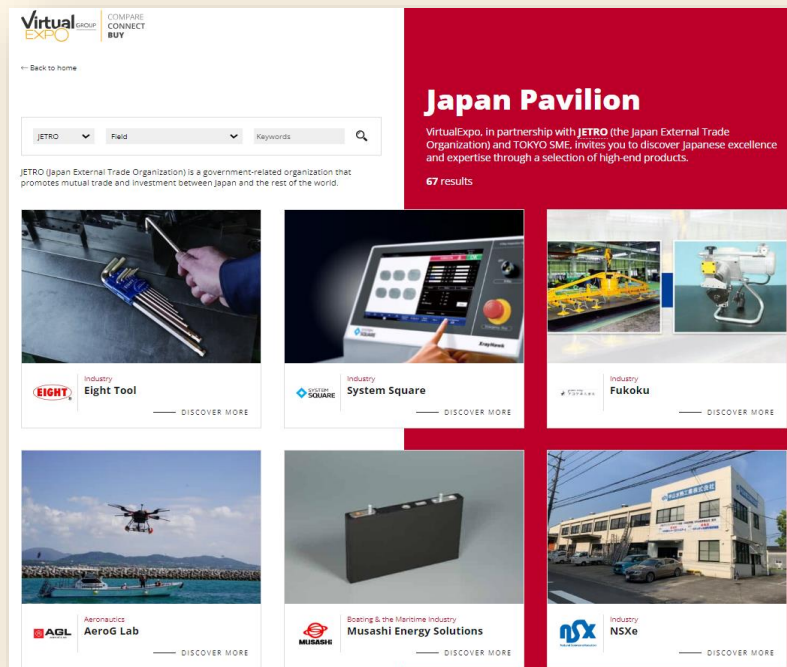 Virtual GROUP
EXPO
COMPARE
CONNECT
BUY
← Back to home
JETRO
Field
Keywords
JETRO (Japan External Trade Organization) is a government-related organization that
promotes mutual trade and investment between Japan and the rest of the world.
Japan Pavilion
VirtualExpo, in partnership with JETRO (the Japan External Trade
Organization) and TOKYO SME, invites you to discover Japanese excellence
and expertise through a selection of high-end products.
67 results
EIGHT
Industry
Eight Tool
DISCOVER MORE
SYSTEM SQUARE
XrayHawk
SYSTEM
SQUARE
Industry
System Square
DISCOVER MORE
Industry
Fukoku
DISCOVER MORE
AGL
Aeronautics
AeroG Lab
DISCOVER MORE
MUSASHI
Boating & the Maritime Industry
Musashi Energy Solutions
DISCOVER MORE
nsx
Industry
NSXe
DISCOVER MORE